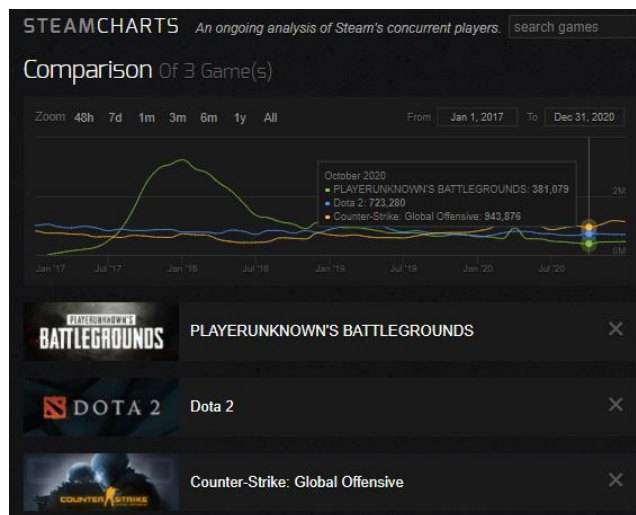 STEAMCHARTS An ongoing analysis of Steam's concurrent players. search games
Comparison Of 3 Game(s)
Zoom 48h 7d 1m 3m 6m 1y All From Jan 1, 2017 To Dec 31, 2020
October 2020
PLAYERUNKNOWN'S BATTLEGROUNDS: 381,079
Dota 2: 723,280
Counter-Strike: Global Offensive: 943,876
2M
0M
Jan '17 Jul '17 Jan '18 Jul '18 Jan '19 Jul '19 Jan '20 Jul '20
PLAYERUNKNOWN'S
BATTLEGROUNDS
PLAYERUNKNOWN'S BATTLEGROUNDS
DOTA 2
Dota 2
COUNTER STRIKE
Counter-Strike: Global Offensive